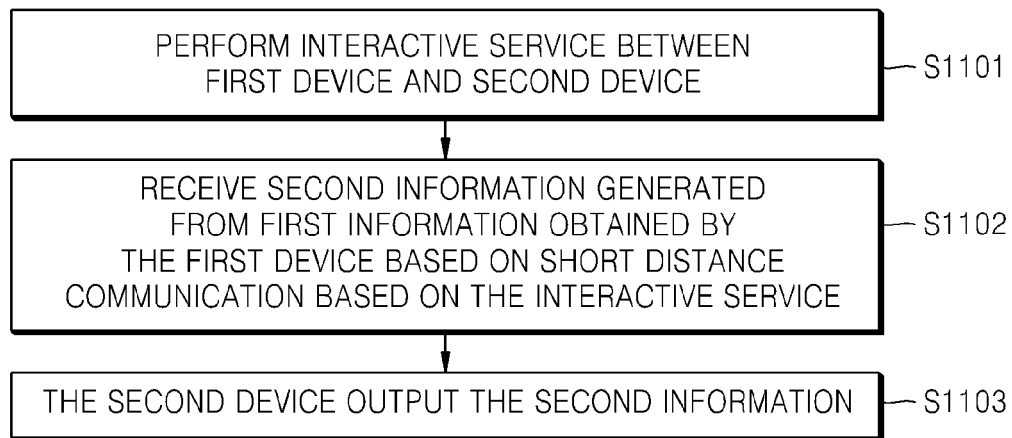 PERFORM INTERACTIVE SERVICE BETWEEN
FIRST DEVICE AND SECOND DEVICE
S1101
RECEIVE SECOND INFORMATION GENERATED
FROM FIRST INFORMATION OBTAINED BY
THE FIRST DEVICE BASED ON SHORT DISTANCE
COMMUNICATION BASED ON THE INTERACTIVE SERVICE
S1102
THE SECOND DEVICE OUTPUT THE SECOND INFORMATION
S1103